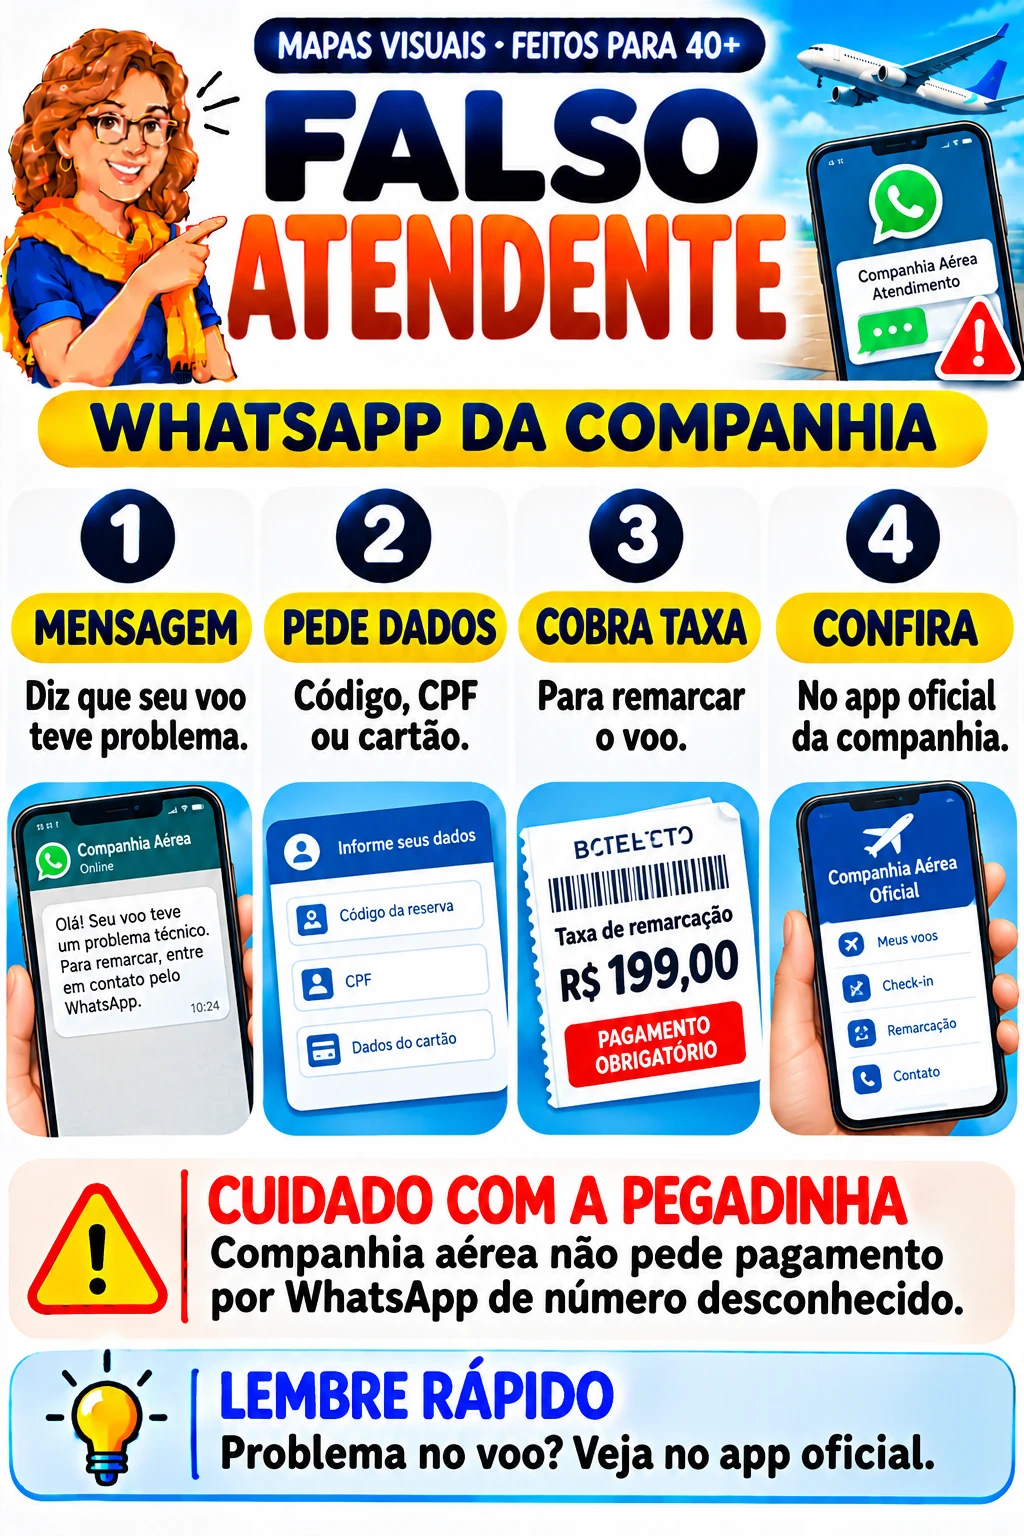 MAPAS VISUAIS • FEITOS PARA 40+
FALSO
ATENDENTE
Companhia Aérea
Atendimento
WHATSAPP DA COMPANHIA
1
MENSAGEM
Diz que seu voo
teve problema.
Companhia Aérea
Online
Olá! Seu voo teve
um problema técnico.
Para remarcar, entre
em contato pelo
WhatsApp.
10:24
2
PEDE DADOS
Código, CPF
ou cartão.
Informe seus dados
Código da reserva
CPF
Dados do cartão
3
COBRA TAXA
Para remarcar
o voo.
Taxa de remarcação
R$ 199,00
PAGAMENTO
OBRIGATÓRIO
4
CONFIRA
No app oficial
da companhia.
Companhia Aérea
Oficial
Meus voos
Check-in
Remarcação
Contato
CUIDADO COM A PEGADINHA
Companhia aérea não pede pagamento
por WhatsApp de número desconhecido.
LEMBRE RÁPIDO
Problema no voo? Veja no app oficial.